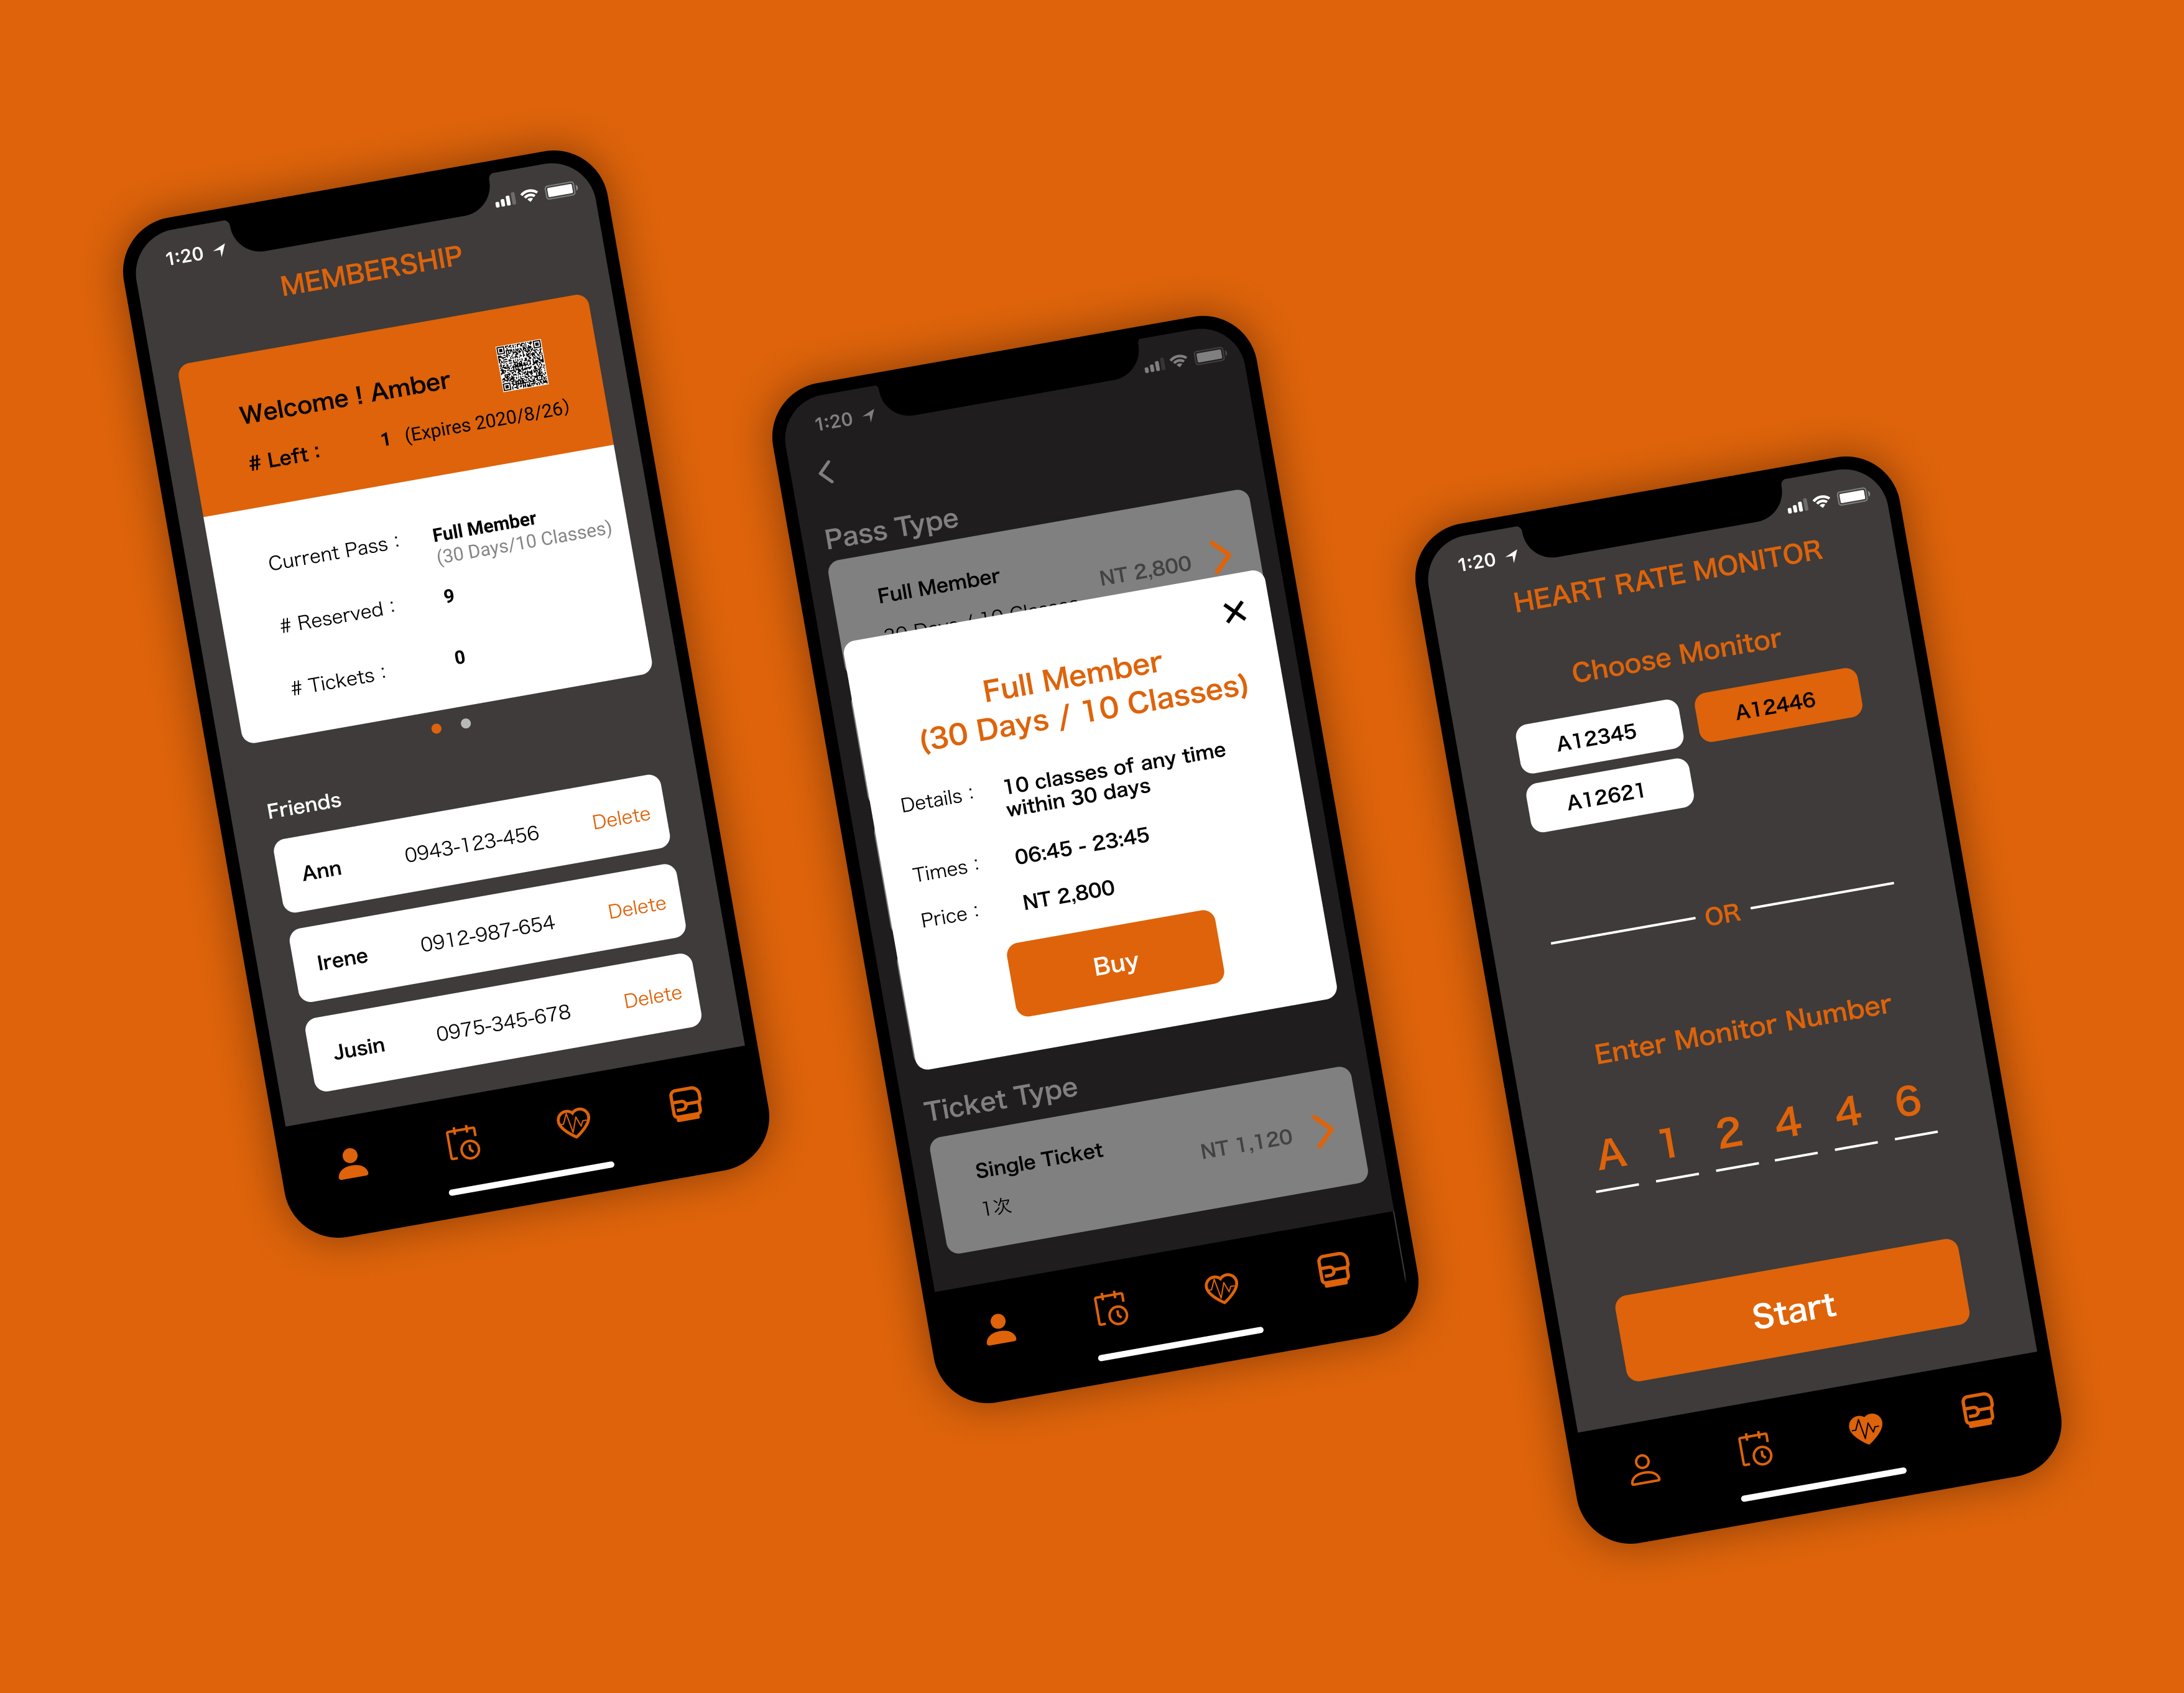 1:20
MEMBERSHIP
Welcome ! Amber
# Left : 1 (Expires 2020/8/26)
Current Pass : Full Member
(30 Days/10 Classes)
# Reserved : 9
# Tickets : 0
Friends
Ann 0943-123-456 Delete
Irene 0912-987-654 Delete
Jusin 0975-345-678 Delete
1:20
Pass Type
Full Member NT 2,800
30 Days / 10 Classes
Full Member
(30 Days / 10 Classes)
Details : 10 classes of any time
within 30 days
Times : 06:45 - 23:45
Price : NT 2,800
Buy
Ticket Type
Single Ticket NT 1,120
1次
1:20
HEART RATE MONITOR
Choose Monitor
A12345 A12446
A12621
OR
Enter Monitor Number
A 1 2 4 4 6
Start